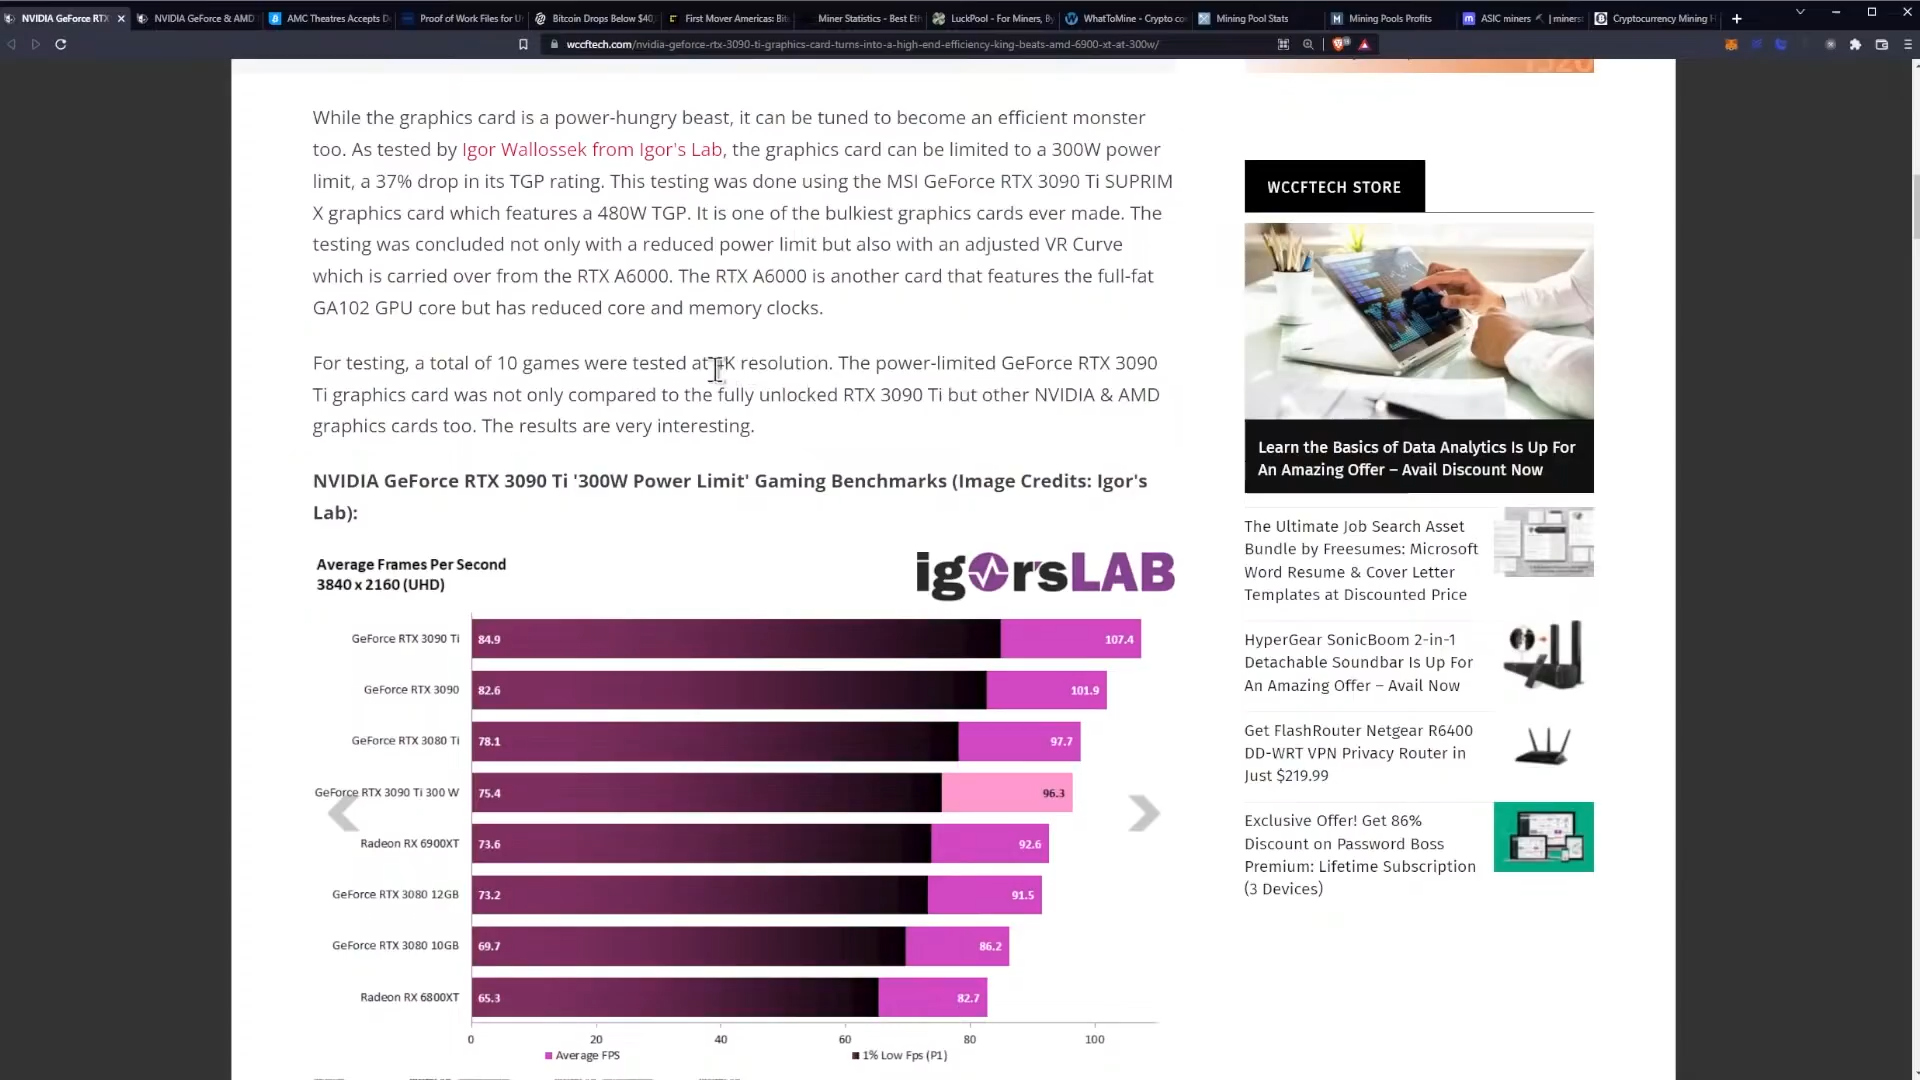 NVIDIA GeForce RTX
NVIDIA GeForce & AMD
AMC Theatres Accepts D
Proof of Work Files for U
Bitcoin Drops Below $40,
First Mover Americas: Bit
Miner Statistics - Best Eth
LuckPool - For Miners, By
WhatToMine - Crypto co
Mining Pool Stats
Mining Pools Profits
ASIC miners | miners
Cryptocurrency Mining H
wccftech.com/nvidia-geforce-rtx-3090-ti-graphics-card-turns-into-a-high-end-efficiency-king-beats-amd-6900-xt-at-300w/
While the graphics card is a power-hungry beast, it can be tuned to become an efficient monster
too. As tested by Igor Wallossek from Igor's Lab, the graphics card can be limited to a 300W power
limit, a 37% drop in its TGP rating. This testing was done using the MSI GeForce RTX 3090 Ti SUPRIM
X graphics card which features a 480W TGP. It is one of the bulkiest graphics cards ever made. The
testing was concluded not only with a reduced power limit but also with an adjusted VR Curve
which is carried over from the RTX A6000. The RTX A6000 is another card that features the full-fat
GA102 GPU core but has reduced core and memory clocks.
For testing, a total of 10 games were tested at 4K resolution. The power-limited GeForce RTX 3090
Ti graphics card was not only compared to the fully unlocked RTX 3090 Ti but other NVIDIA & AMD
graphics cards too. The results are very interesting.
NVIDIA GeForce RTX 3090 Ti '300W Power Limit' Gaming Benchmarks (Image Credits: Igor's
Lab):
Average Frames Per Second
3840 x 2160 (UHD)
igorsLAB
GeForce RTX 3090 Ti 84.9 107.4
GeForce RTX 3090 82.6 101.9
GeForce RTX 3080 Ti 78.1 97.7
GeForce RTX 3090 Ti 300 W 75.4 96.3
Radeon RX 6900XT 73.6 92.6
GeForce RTX 3080 12GB 73.2 91.5
GeForce RTX 3080 10GB 69.7 86.2
Radeon RX 6800XT 65.3 82.7
0 20 40 60 80 100
Average FPS 1% Low Fps (P1)
WCCFTECH STORE
Learn the Basics of Data Analytics Is Up For
An Amazing Offer – Avail Discount Now
The Ultimate Job Search Asset
Bundle by Freesumes: Microsoft
Word Resume & Cover Letter
Templates at Discounted Price
HyperGear SonicBoom 2-in-1
Detachable Soundbar Is Up For
An Amazing Offer – Avail Now
Get FlashRouter Netgear R6400
DD-WRT VPN Privacy Router in
Just $219.99
Exclusive Offer! Get 86%
Discount on Password Boss
Premium: Lifetime Subscription
(3 Devices)